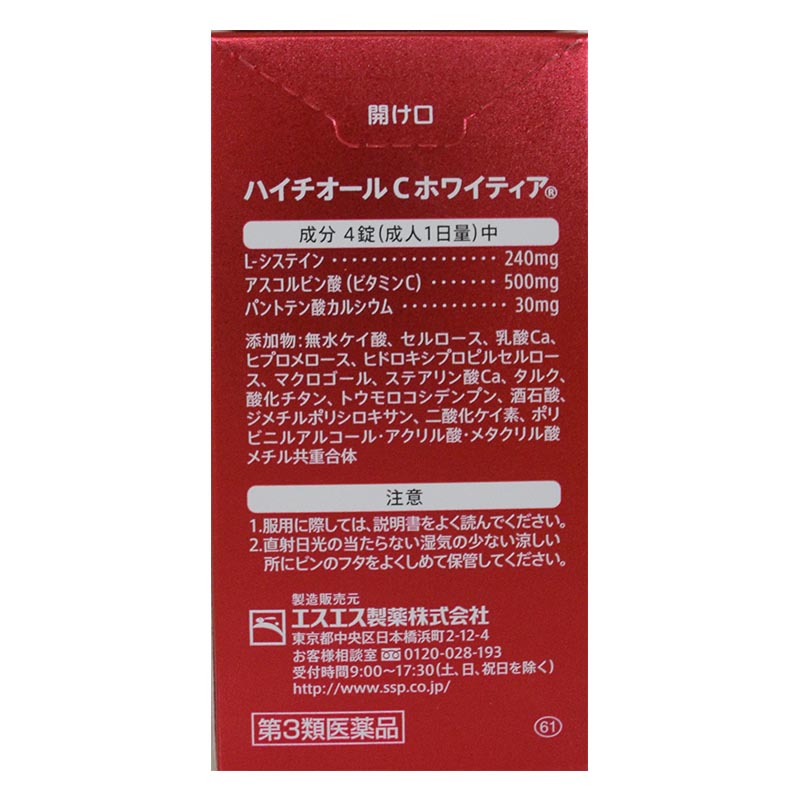 開け口
ハイチオールCホワイティア®
成分 4錠(成人1日量)中
L-システイン ・・・・・・・・・・・・・・・・・・ 240mg
アスコルビン酸(ビタミンC) ・・・・・・・ 500mg
パントテン酸カルシウム ・・・・・・・・・・・ 30mg
添加物:無水ケイ酸、セルロース、乳酸Ca、
ヒプロメロース、ヒドロキシプロピルセルロー
ス、マクロゴール、ステアリン酸Ca、タルク、
酸化チタン、トウモロコシデンプン、酒石酸、
ジメチルポリシロキサン、二酸化ケイ素、ポリ
ビニルアルコール・アクリル酸・メタクリル酸
メチル共重合体
注意
1.服用に際しては、説明書をよく読んでください。
2.直射日光の当たらない湿気の少ない涼しい
所にビンのフタをよくしめて保管してください。
製造販売元
エスエス製薬株式会社
東京都中央区日本橋浜町2-12-4
お客様相談室 0120-028-193
受付時間9:00〜17:30(土、日、祝日を除く)
http://www.ssp.co.jp/
第3類医薬品
61